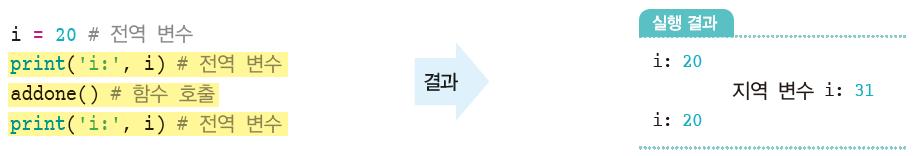 i = 20 # 전역 변수
print('i:', i) # 전역 변수
addone() # 함수 호출
print('i:', i) # 전역 변수
결과
실행 결과
i: 20
지역 변수 i: 31
i: 20